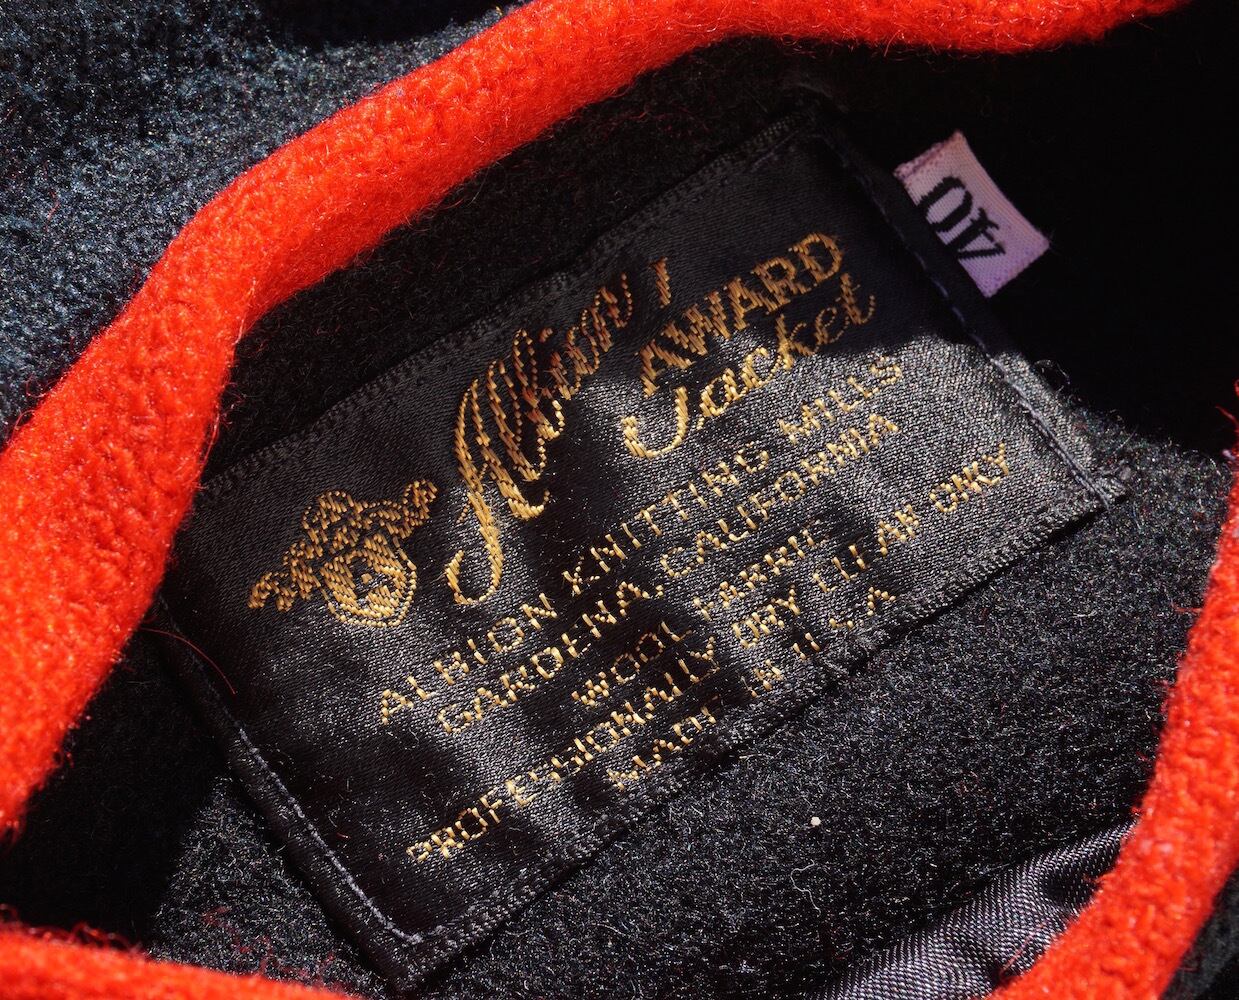 Albion's AWARD
Jacket
ALBION KNITTING MILLS
GARDENA, CALIFORNIA
WOOL FABRIC
PROFESSIONALLY DRY CLEAN ONLY
MADE IN U.S.A
40